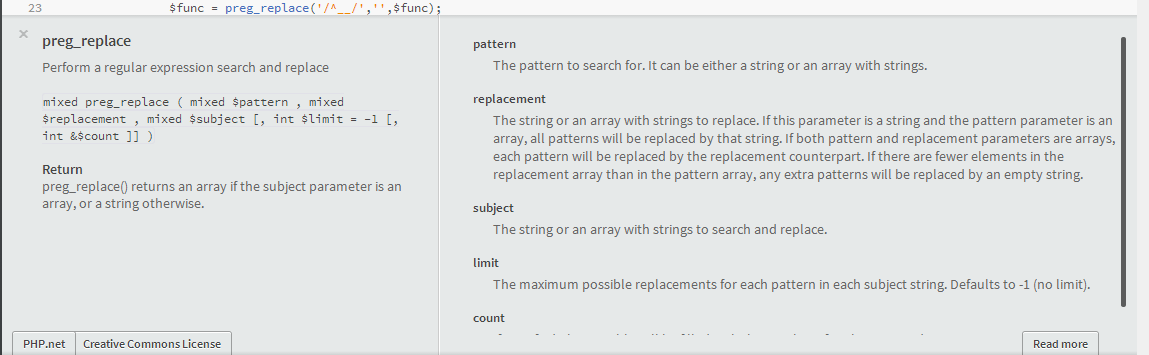 23 $func = preg_replace('/^__/','',$func);
× preg_replace
Perform a regular expression search and replace
mixed preg_replace ( mixed $pattern , mixed
$replacement , mixed $subject [, int $limit = -1 [,
int &$count ]] )
Return
preg_replace() returns an array if the subject parameter is an
array, or a string otherwise.
PHP.net
Creative Commons License
pattern
The pattern to search for. It can be either a string or an array with strings.
replacement
The string or an array with strings to replace. If this parameter is a string and the pattern parameter is an
array, all patterns will be replaced by that string. If both pattern and replacement parameters are arrays,
each pattern will be replaced by the replacement counterpart. If there are fewer elements in the
replacement array than in the pattern array, any extra patterns will be replaced by an empty string.
subject
The string or an array with strings to search and replace.
limit
The maximum possible replacements for each pattern in each subject string. Defaults to -1 (no limit).
count
Read more